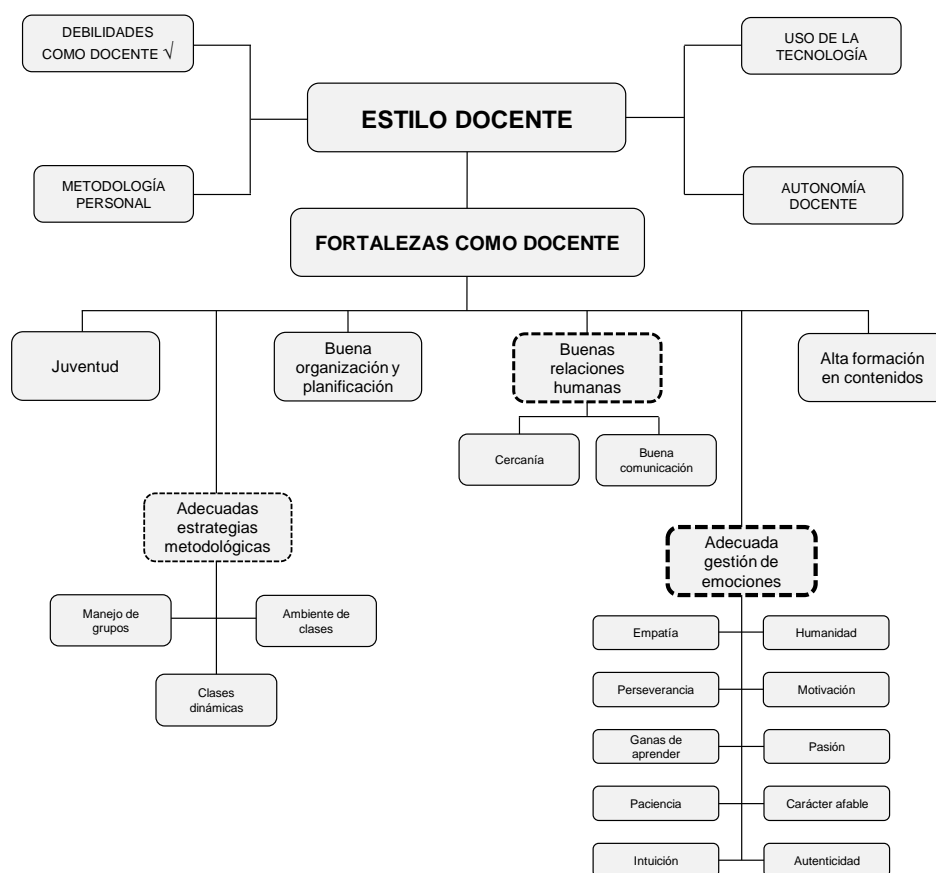 DEBILIDADES
COMO DOCENTE √
USO DE LA
TECNOLOGÍA
ESTILO DOCENTE
METODOLOGÍA
PERSONAL
AUTONOMÍA
DOCENTE
FORTALEZAS COMO DOCENTE
Juventud
Buena
organización y
planificación
Buenas
relaciones
humanas
Alta formación
en contenidos
Cercanía
Buena
comunicación
Adecuadas
estrategias
metodológicas
Adecuada
gestión de
emociones
Manejo de
grupos
Ambiente de
clases
Clases
dinámicas
Empatía
Humanidad
Perseverancia
Motivación
Ganas de
aprender
Pasión
Paciencia
Carácter afable
Intuición
Autenticidad